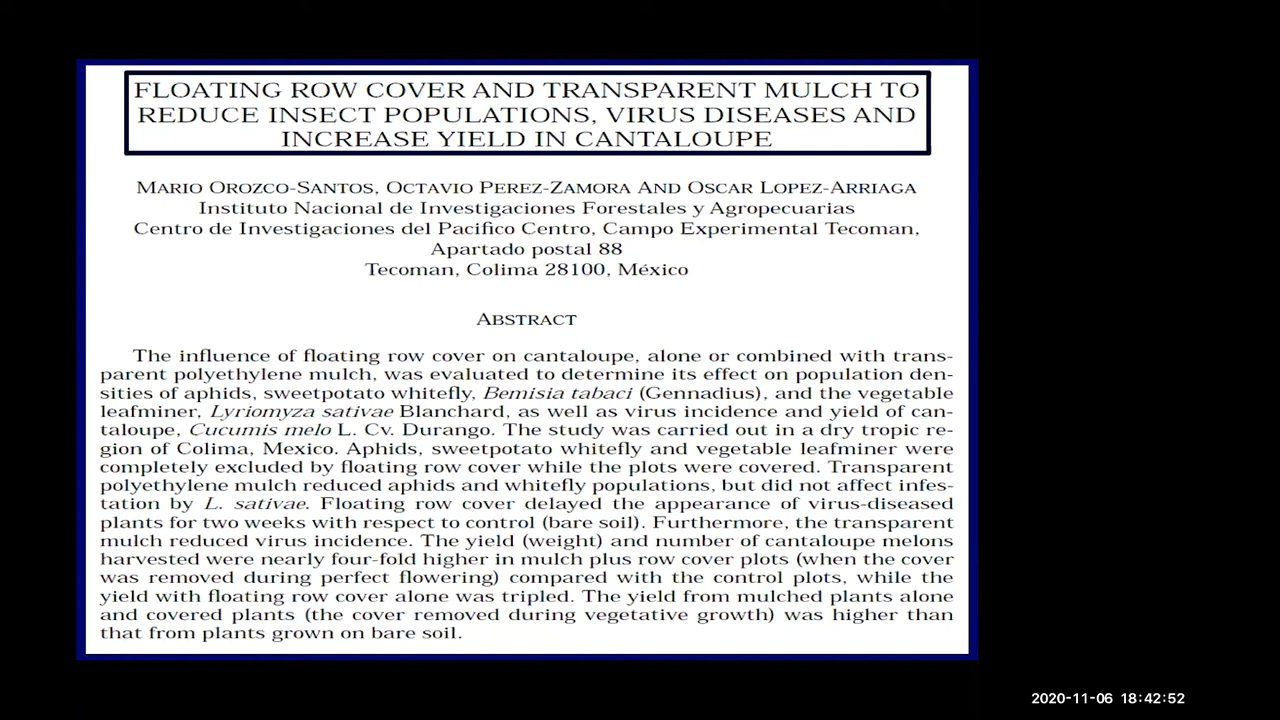 FLOATING ROW COVER AND TRANSPARENT MULCH TO
REDUCE INSECT POPULATIONS, VIRUS DISEASES AND
INCREASE YIELD IN CANTALOUPE
MARIO OROZCO-SANTOS, OCTAVIO PEREZ-ZAMORA AND OSCAR LOPEZ-ARRIAGA
Instituto Nacional de Investigaciones Forestales y Agropecuarias
Centro de Investigaciones del Pacifico Centro, Campo Experimental Tecoman,
Apartado postal 88
Tecoman, Colima 28100, México
ABSTRACT
The influence of floating row cover on cantaloupe, alone or combined with trans-
parent polyethylene mulch, was evaluated to determine its effect on population den-
sities of aphids, sweetpotato whitefly, Bemisia tabaci (Gennadius), and the vegetable
leafminer, Lyriomyza sativae Blanchard, as well as virus incidence and yield of can-
taloupe, Cucumis melo L. Cv. Durango. The study was carried out in a dry tropic re-
gion of Colima, Mexico. Aphids, sweetpotato whitefly and vegetable leafminer were
completely excluded by floating row cover while the plots were covered. Transparent
polyethylene mulch reduced aphids and whitefly populations, but did not affect infes-
tation by L. sativae. Floating row cover delayed the appearance of virus-diseased
plants for two weeks with respect to control (bare soil). Furthermore, the transparent
mulch reduced virus incidence. The yield (weight) and number of cantaloupe melons
harvested were nearly four-fold higher in mulch plus row cover plots (when the cover
was removed during perfect flowering) compared with the control plots, while the
yield with floating row cover alone was tripled. The yield from mulched plants alone
and covered plants (the cover removed during vegetative growth) was higher than
that from plants grown on bare soil.
2020-11-06 18:42:52